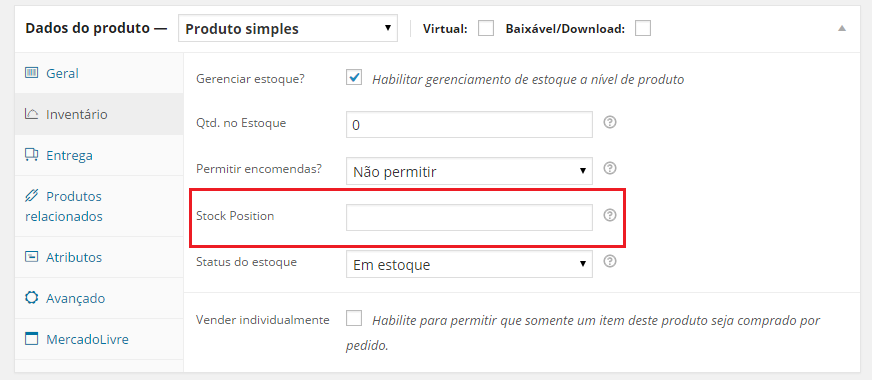 Dados do produto — Produto simples Virtual: Baixável/Download:
Geral
Inventário
Entrega
Produtos
relacionados
Atributos
Avançado
MercadoLivre
Gerenciar estoque? Habilitar gerenciamento de estoque a nível de produto
Qtd. no Estoque 0
Permitir encomendas? Não permitir
Stock Position
Status do estoque Em estoque
Vender individualmente Habilite para permitir que somente um item deste produto seja comprado por
pedido.